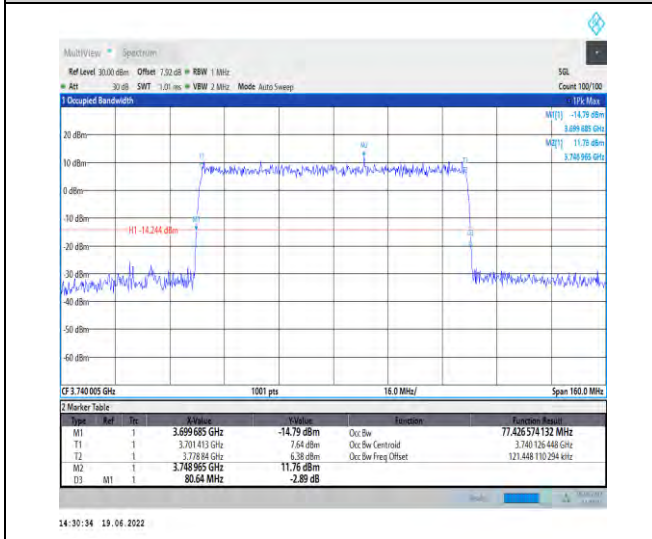 MultiView Spectrum
Ref Level 30.00 dBm Offset 7.92 dB RBW 1 MHz SGL
Att 30 dB SWT 1.01 ms VBW 2 MHz Mode Auto Sweep Count 100/100
1 Occupied Bandwidth 1Pk Max
M1[1] -14.79 dBm
3.699 685 GHz
20 dBm M2[1] 11.76 dBm
3.748 965 GHz
M2
10 dBm
0 dBm
-10 dBm
H1 -14.244 dBm
-20 dBm
-30 dBm
-40 dBm
-50 dBm
-60 dBm
CF 3.740 005 GHz 1001 pts 16.0 MHz/ Span 160.0 MHz
2 Marker Table
Type Ref Trc X-Value Y-Value Function Function Result
M1 1 3.699 685 GHz -14.79 dBm Occ Bw 77.426 574 132 MHz
T1 1 3.701 413 GHz 7.64 dBm Occ Bw Centroid 3.740 126 448 GHz
T2 1 3.778 84 GHz 6.38 dBm Occ Bw Freq Offset 121.448 110 294 kHz
M2 1 3.748 965 GHz 11.76 dBm
D3 M1 1 80.64 MHz -2.89 dB
14:30:34 19.06.2022